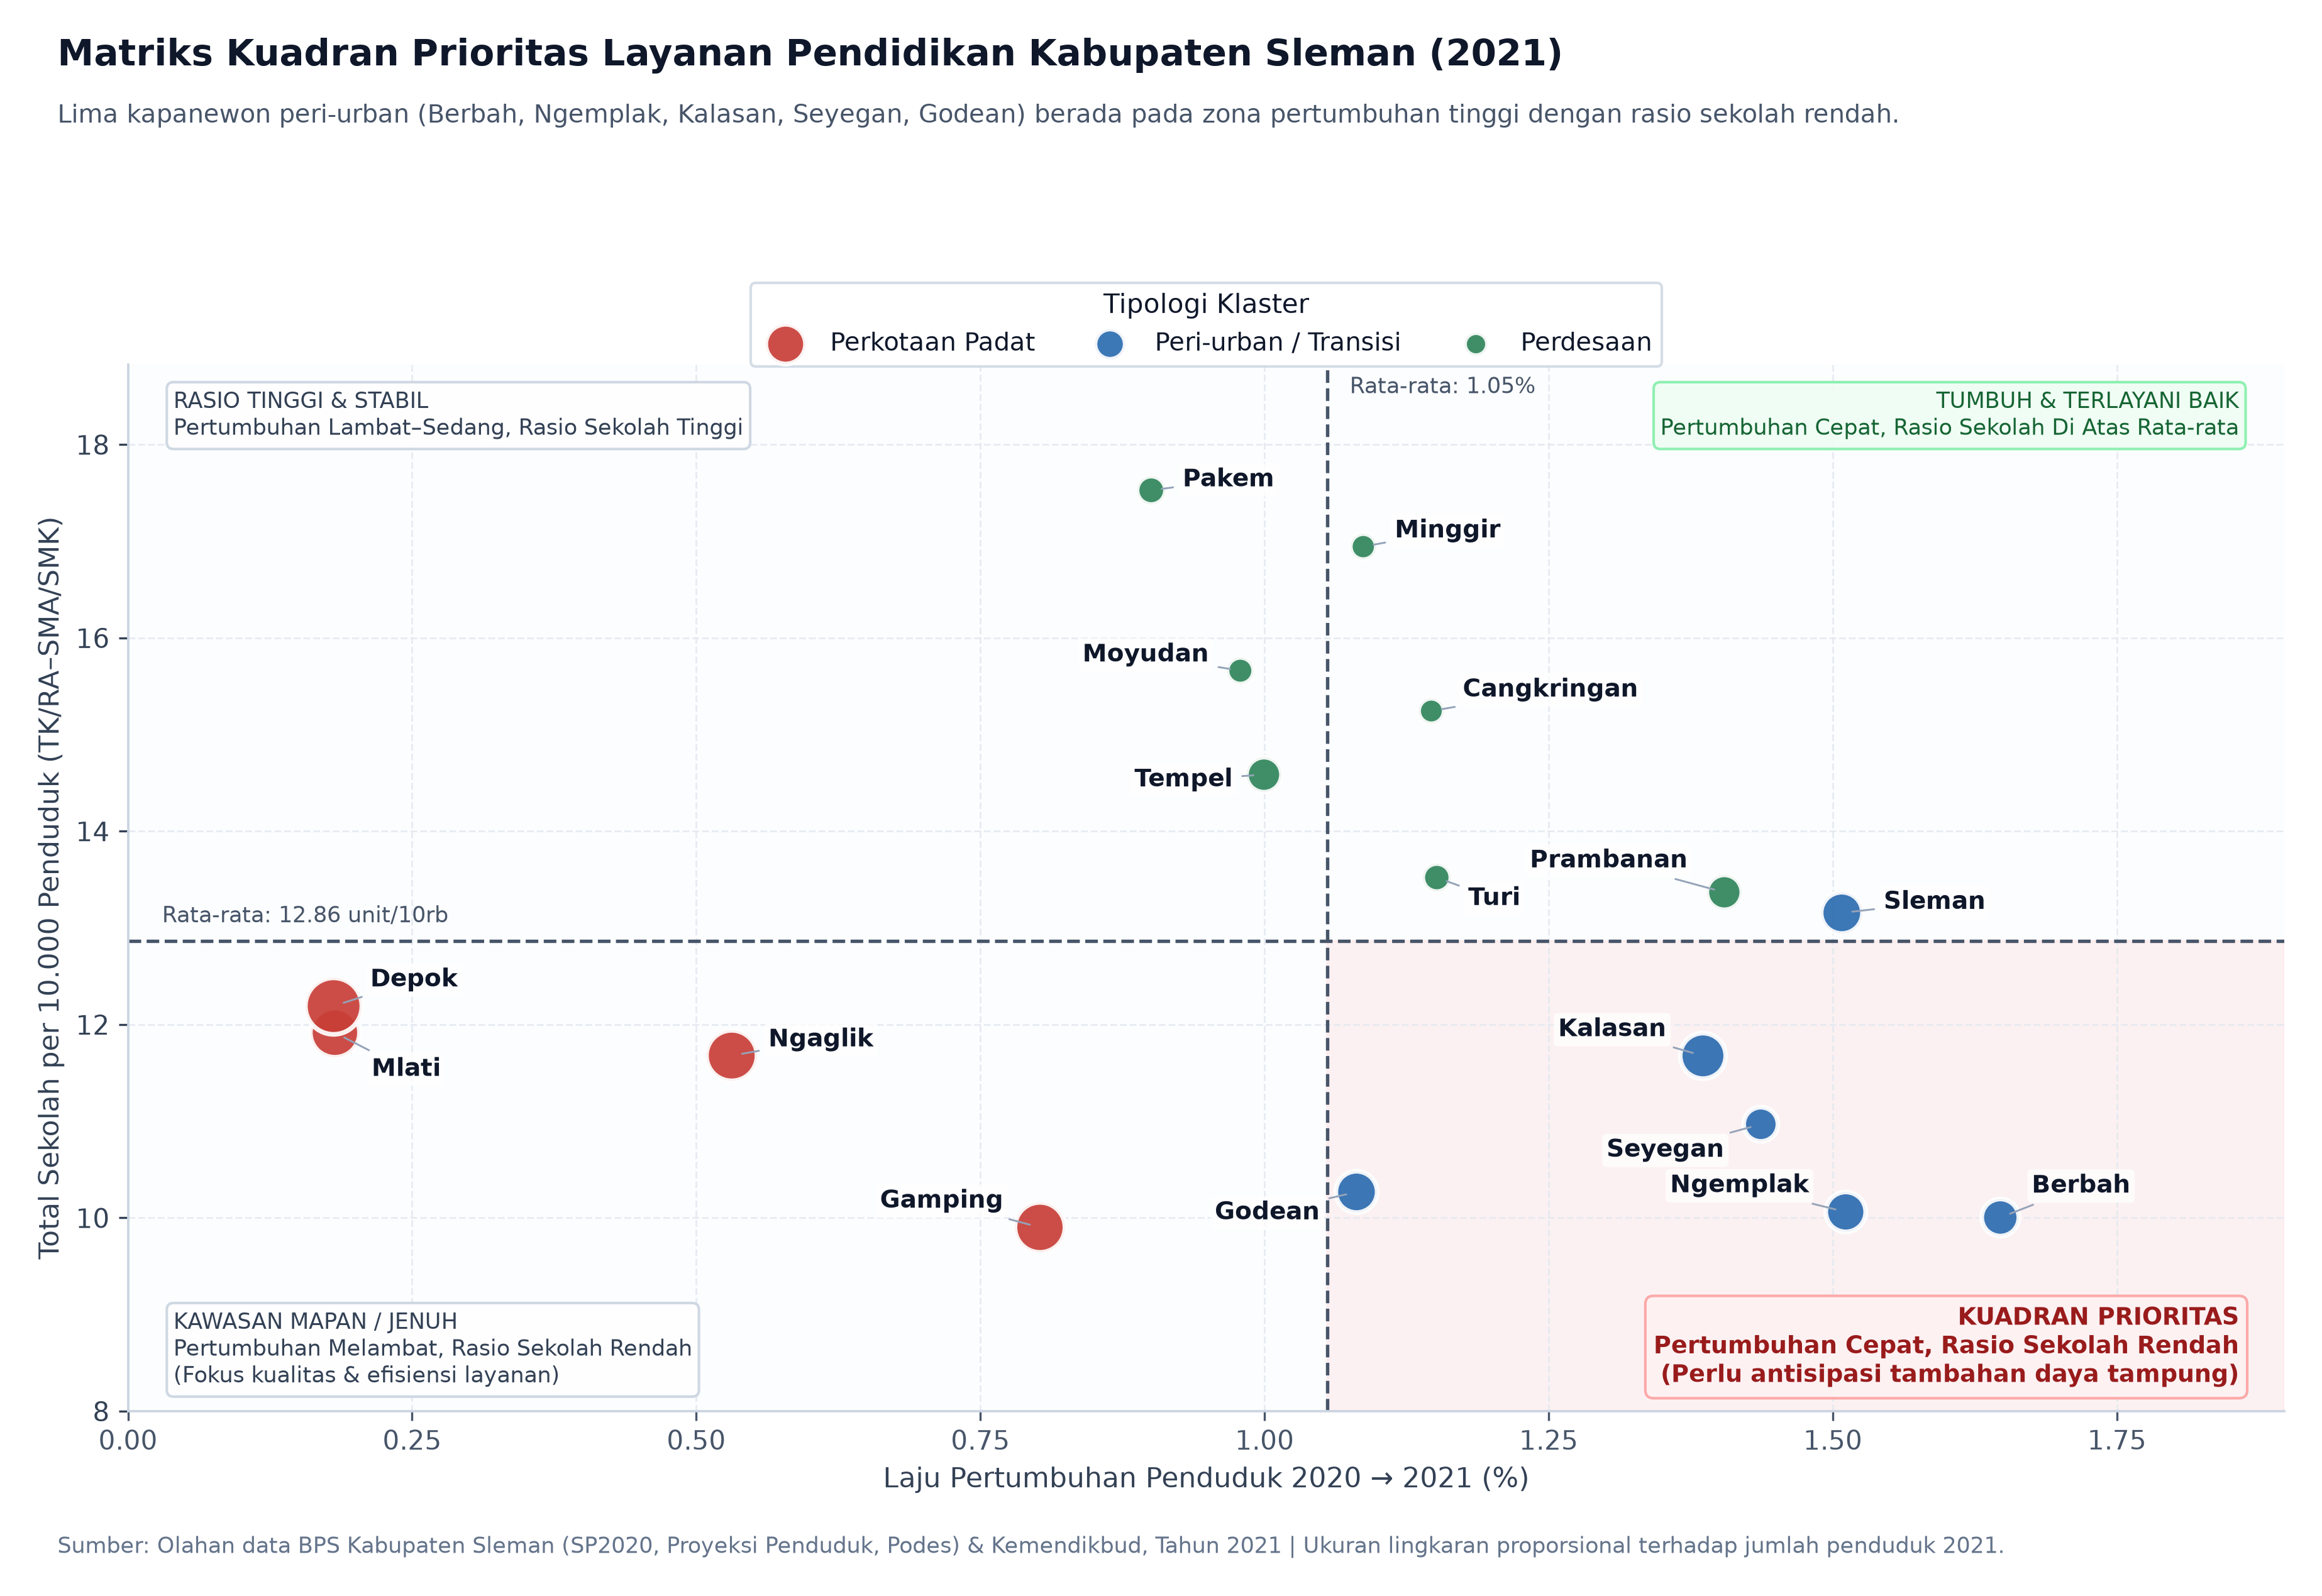 Matriks Kuadran Prioritas Layanan Pendidikan Kabupaten Sleman (2021)
Lima kapanewon peri-urban (Berbah, Ngemplak, Kalasan, Seyegan, Godean) berada pada zona pertumbuhan tinggi dengan rasio sekolah rendah.
Tipologi Klaster
Perkotaan Padat
Peri-urban / Transisi
Perdesaan
RASIO TINGGI & STABIL
Pertumbuhan Lambat–Sedang, Rasio Sekolah Tinggi
Rata-rata: 1.05%
TUMBUH & TERLAYANI BAIK
Pertumbuhan Cepat, Rasio Sekolah Di Atas Rata-rata
Total Sekolah per 10.000 Penduduk (TK/RA–SMA/SMK)
18
16
14
12
10
8
Pakem
Minggir
Moyudan
Cangkringan
Tempel
Prambanan
Turi
Sleman
Rata-rata: 12.86 unit/10rb
Depok
Mlati
Ngaglik
Kalasan
Seyegan
Ngemplak
Berbah
Gamping
Godean
KAWASAN MAPAN / JENUH
Pertumbuhan Melambat, Rasio Sekolah Rendah
(Fokus kualitas & efisiensi layanan)
KUADRAN PRIORITAS
Pertumbuhan Cepat, Rasio Sekolah Rendah
(Perlu antisipasi tambahan daya tampung)
0.00 0.25 0.50 0.75 1.00 1.25 1.50 1.75
Laju Pertumbuhan Penduduk 2020 → 2021 (%)
Sumber: Olahan data BPS Kabupaten Sleman (SP2020, Proyeksi Penduduk, Podes) & Kemendikbud, Tahun 2021 | Ukuran lingkaran proporsional terhadap jumlah penduduk 2021.